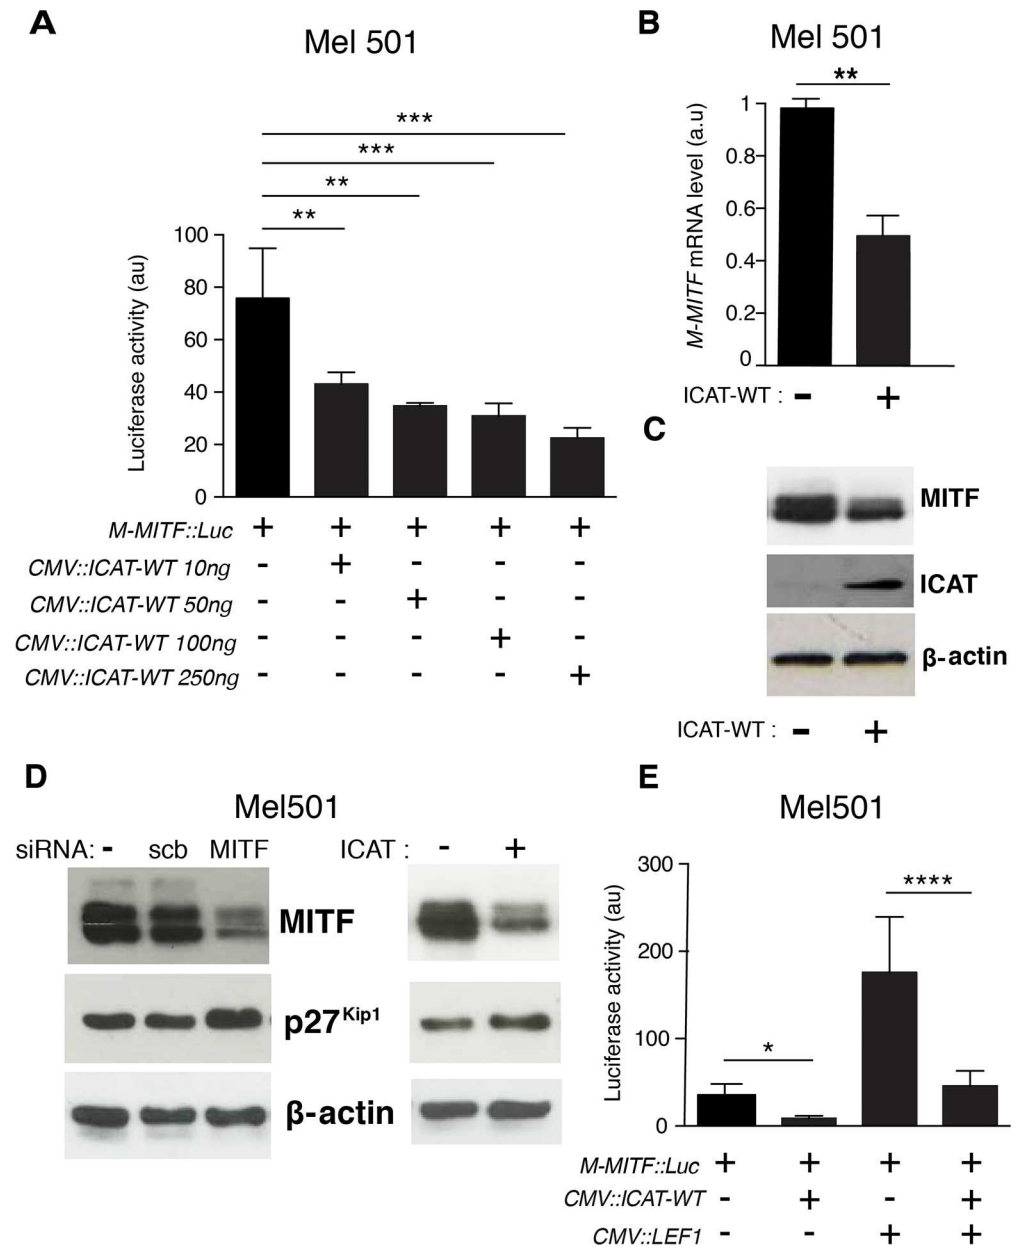 A
Mel 501
***
***
**
**
100
80
60
40
20
0
Luciferase activity (au)
M-MITF::Luc + + + + +
CMV::ICAT-WT 10ng - + - - -
CMV::ICAT-WT 50ng - - + - -
CMV::ICAT-WT 100ng - - - + -
CMV::ICAT-WT 250ng - - - - +
B
Mel 501
**
1
0.8
0.6
0.4
0.2
0
M-MITF mRNA level (a.u)
ICAT-WT : - +
C
MITF
ICAT
β-actin
ICAT-WT : - +
D
Mel501
siRNA: - scb MITF ICAT : - +
MITF
p27Kip1
β-actin
E
Mel501
300
200
100
0
Luciferase activity (au)
****
*
M-MITF::Luc + + + +
CMV::ICAT-WT - + - +
CMV::LEF1 - - + +